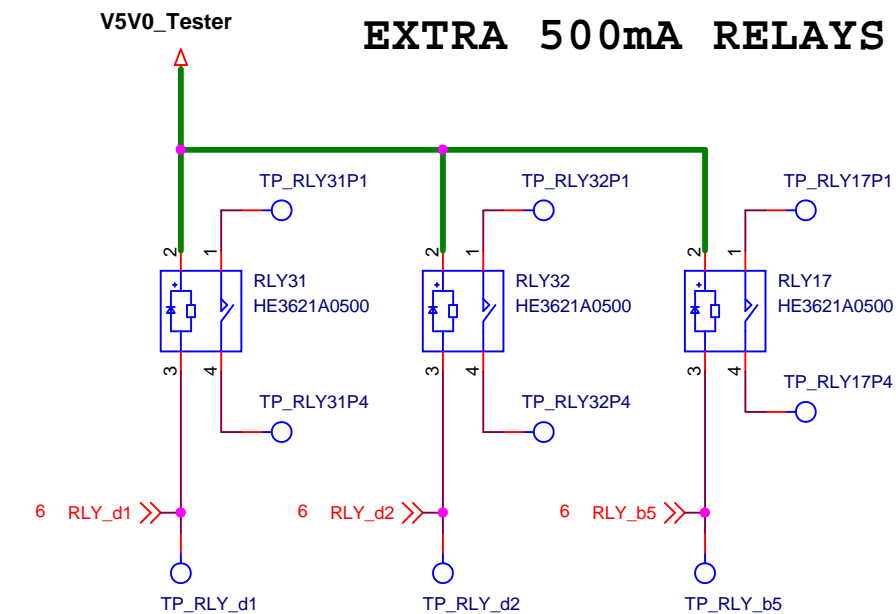 V5V0_Tester
EXTRA 500mA RELAYS
TP_RLY31P1
TP_RLY32P1
TP_RLY17P1
2
1
2
1
2
1
RLY31
HE3621A0500
RLY32
HE3621A0500
RLY17
HE3621A0500
3
4
3
4
3
4
TP_RLY31P4
TP_RLY32P4
TP_RLY17P4
6 RLY_d1
6 RLY_d2
6 RLY_b5
TP_RLY_d1
TP_RLY_d2
TP_RLY_b5